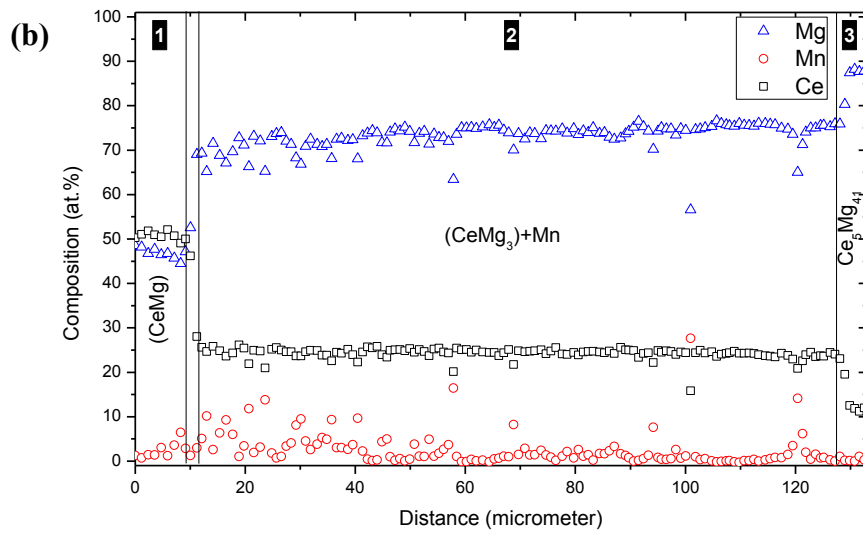 (b)
1
2
3
Mg
Mn
Ce
100
90
80
70
60
50
40
30
20
10
0
Composition (at.%)
(CeMg)
(CeMg3)+Mn
Ce5Mg41
0
20
40
60
80
100
120
Distance (micrometer)